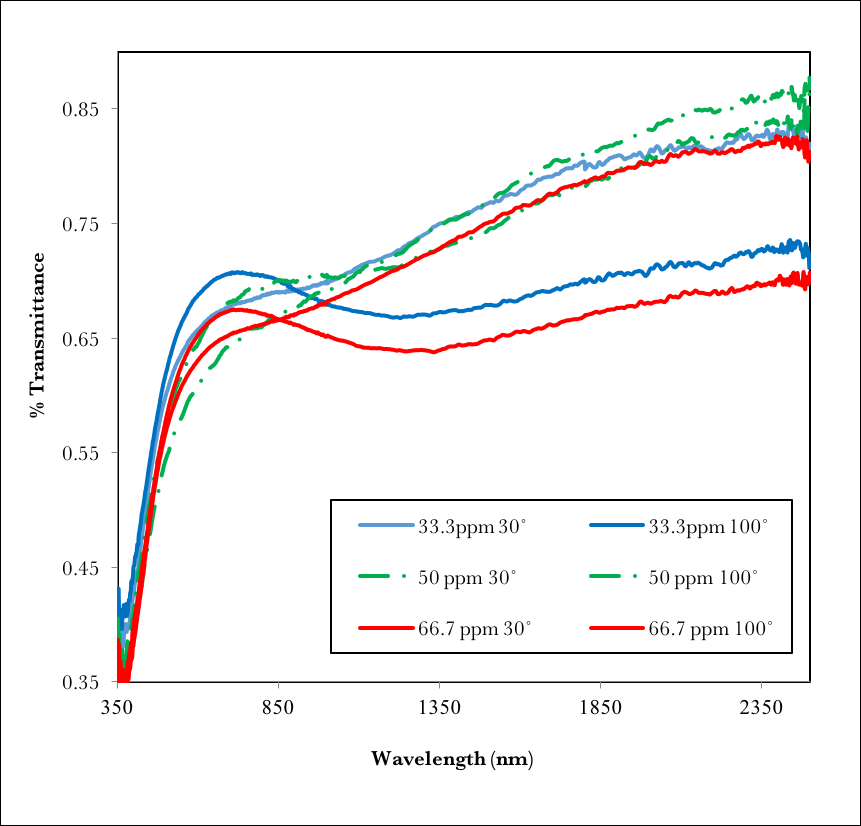 0.85
0.75
0.65
0.55
0.45
0.35
% Transmittance
33.3ppm 30°
33.3ppm 100°
50 ppm 30°
50 ppm 100°
66.7 ppm 30°
66.7 ppm 100°
350
850
1350
1850
2350
Wavelength (nm)